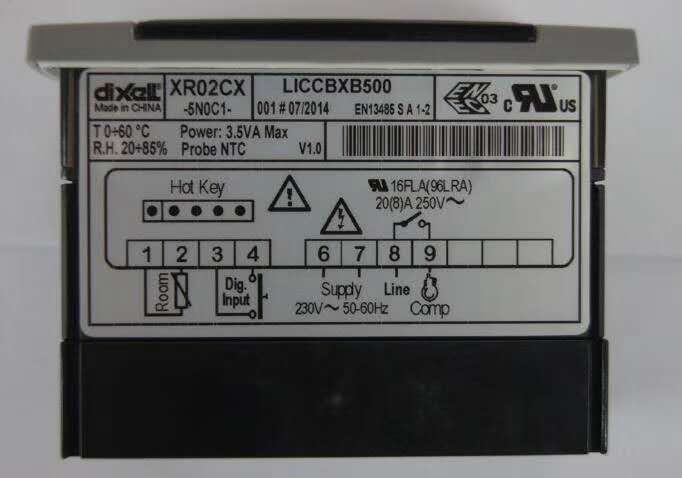 dixell XR02CX LICCBXB500
Made in CHINA -5N0C1- 001 # 07/2014 EN13485 S A 1-2
03 c RU US
T 0÷60 °C Power: 3.5VA Max
R.H. 20÷85% Probe NTC V1.0
Hot Key
RU 16FLA(96LRA)
20(8)A 250V~
1 2 3 4 6 7 8 9
Room
Dig.
Input
Supply Line
230V~ 50-60Hz Comp